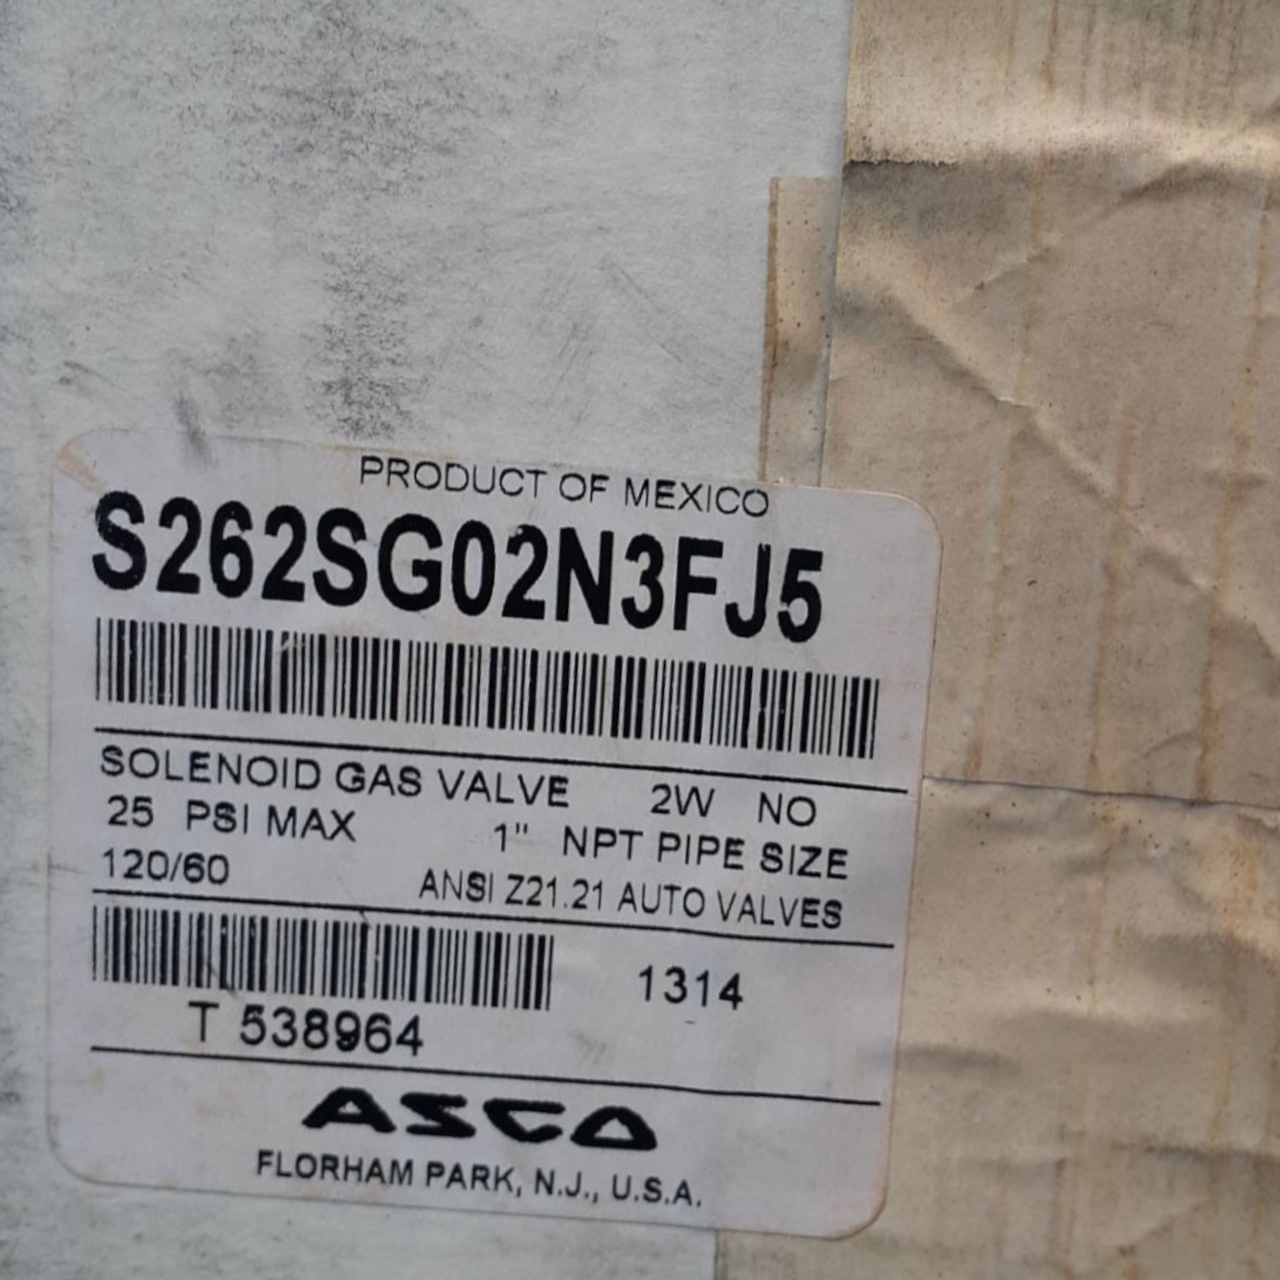 PRODUCT OF MEXICO
S262SG02N3FJ5
SOLENOID GAS VALVE 2W NO
25 PSI MAX 1" NPT PIPE SIZE
120/60 ANSI Z21.21 AUTO VALVES
1314
T 538964
ASCO
FLORHAM PARK, N.J., U.S.A.